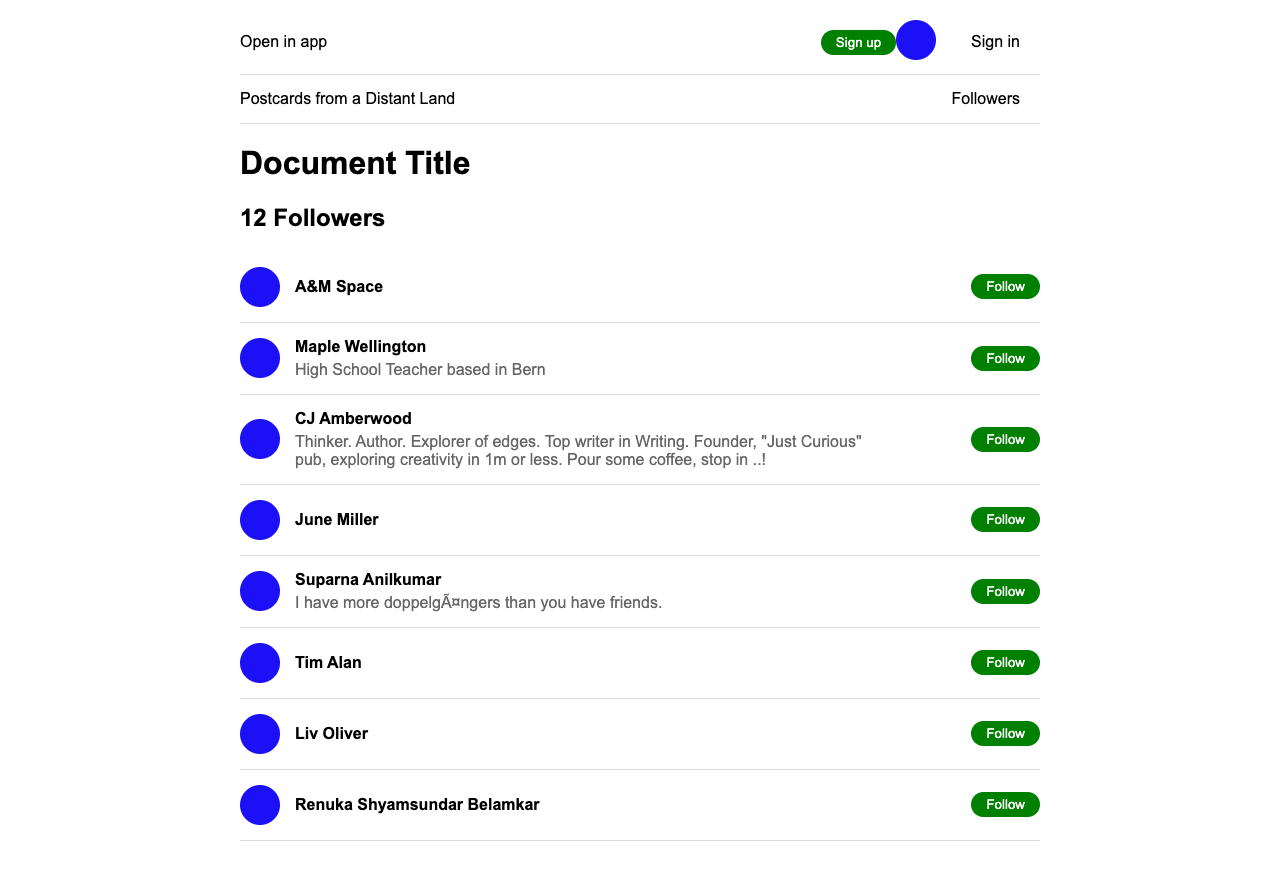 Open in app
Sign up
Sign in
Postcards from a Distant Land
Followers
Document Title
12 Followers
A&M Space
Follow
Maple Wellington
High School Teacher based in Bern
Follow
CJ Amberwood
Thinker. Author. Explorer of edges. Top writer in Writing. Founder, "Just Curious"
pub, exploring creativity in 1m or less. Pour some coffee, stop in ..!
Follow
June Miller
Follow
Suparna Anilkumar
I have more doppelgÃ¤ngers than you have friends.
Follow
Tim Alan
Follow
Liv Oliver
Follow
Renuka Shyamsundar Belamkar
Follow